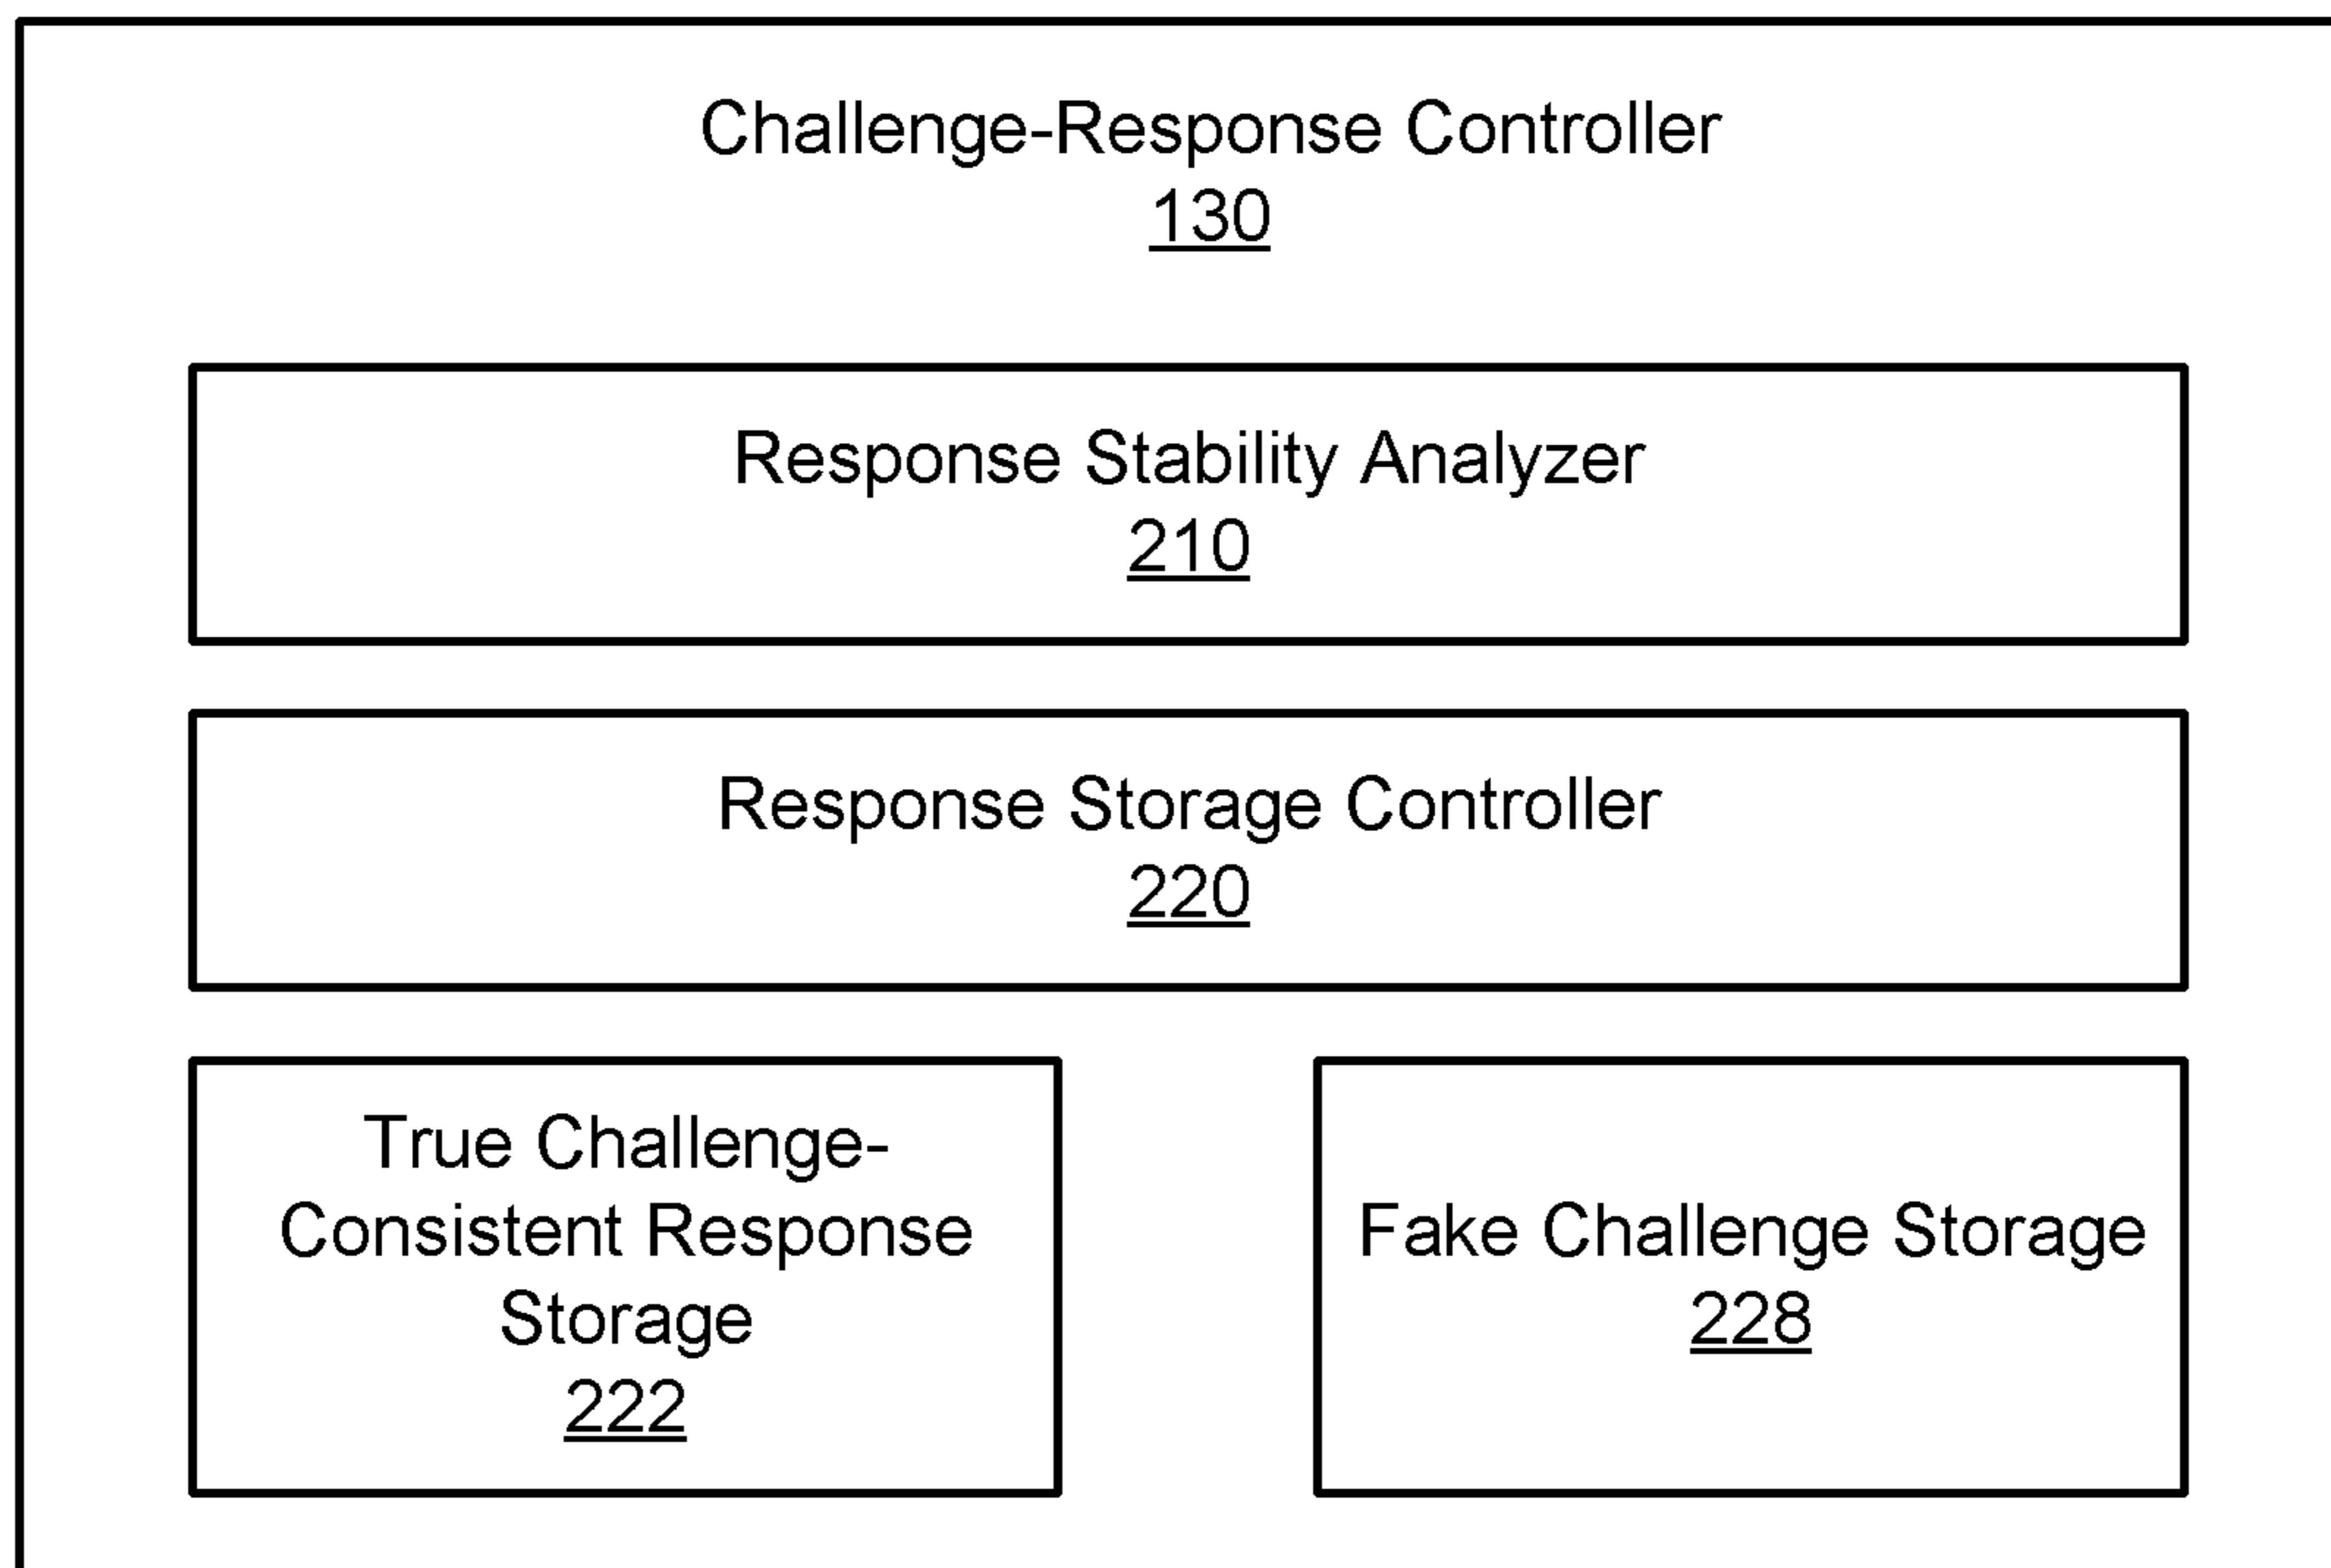 Challenge-Response Controller
130
Response Stability Analyzer
210
Response Storage Controller
220
True Challenge-
Consistent Response
Storage
222
Fake Challenge Storage
228